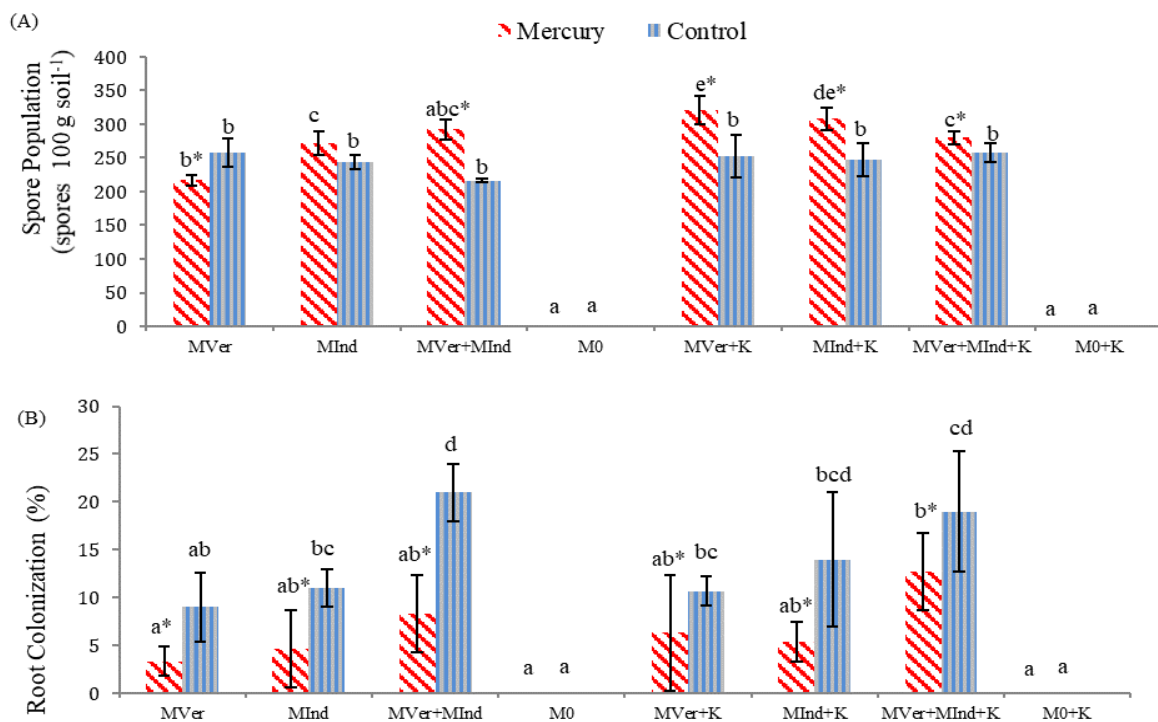 (A)
Mercury Control
Spore Population
(spores 100 g soil-1)
400
350
300
250
200
150
100
50
0
b* b c b abc* b a a e* b de* b c* b a a
MVer MInd MVer+MInd M0 MVer+K MInd+K MVer+MInd+K M0+K
(B)
Root Colonization (%)
30
25
20
15
10
5
0
a* ab ab* bc ab* d a a ab* bc ab* bcd b* cd a a
MVer MInd MVer+MInd M0 MVer+K MInd+K MVer+MInd+K M0+K